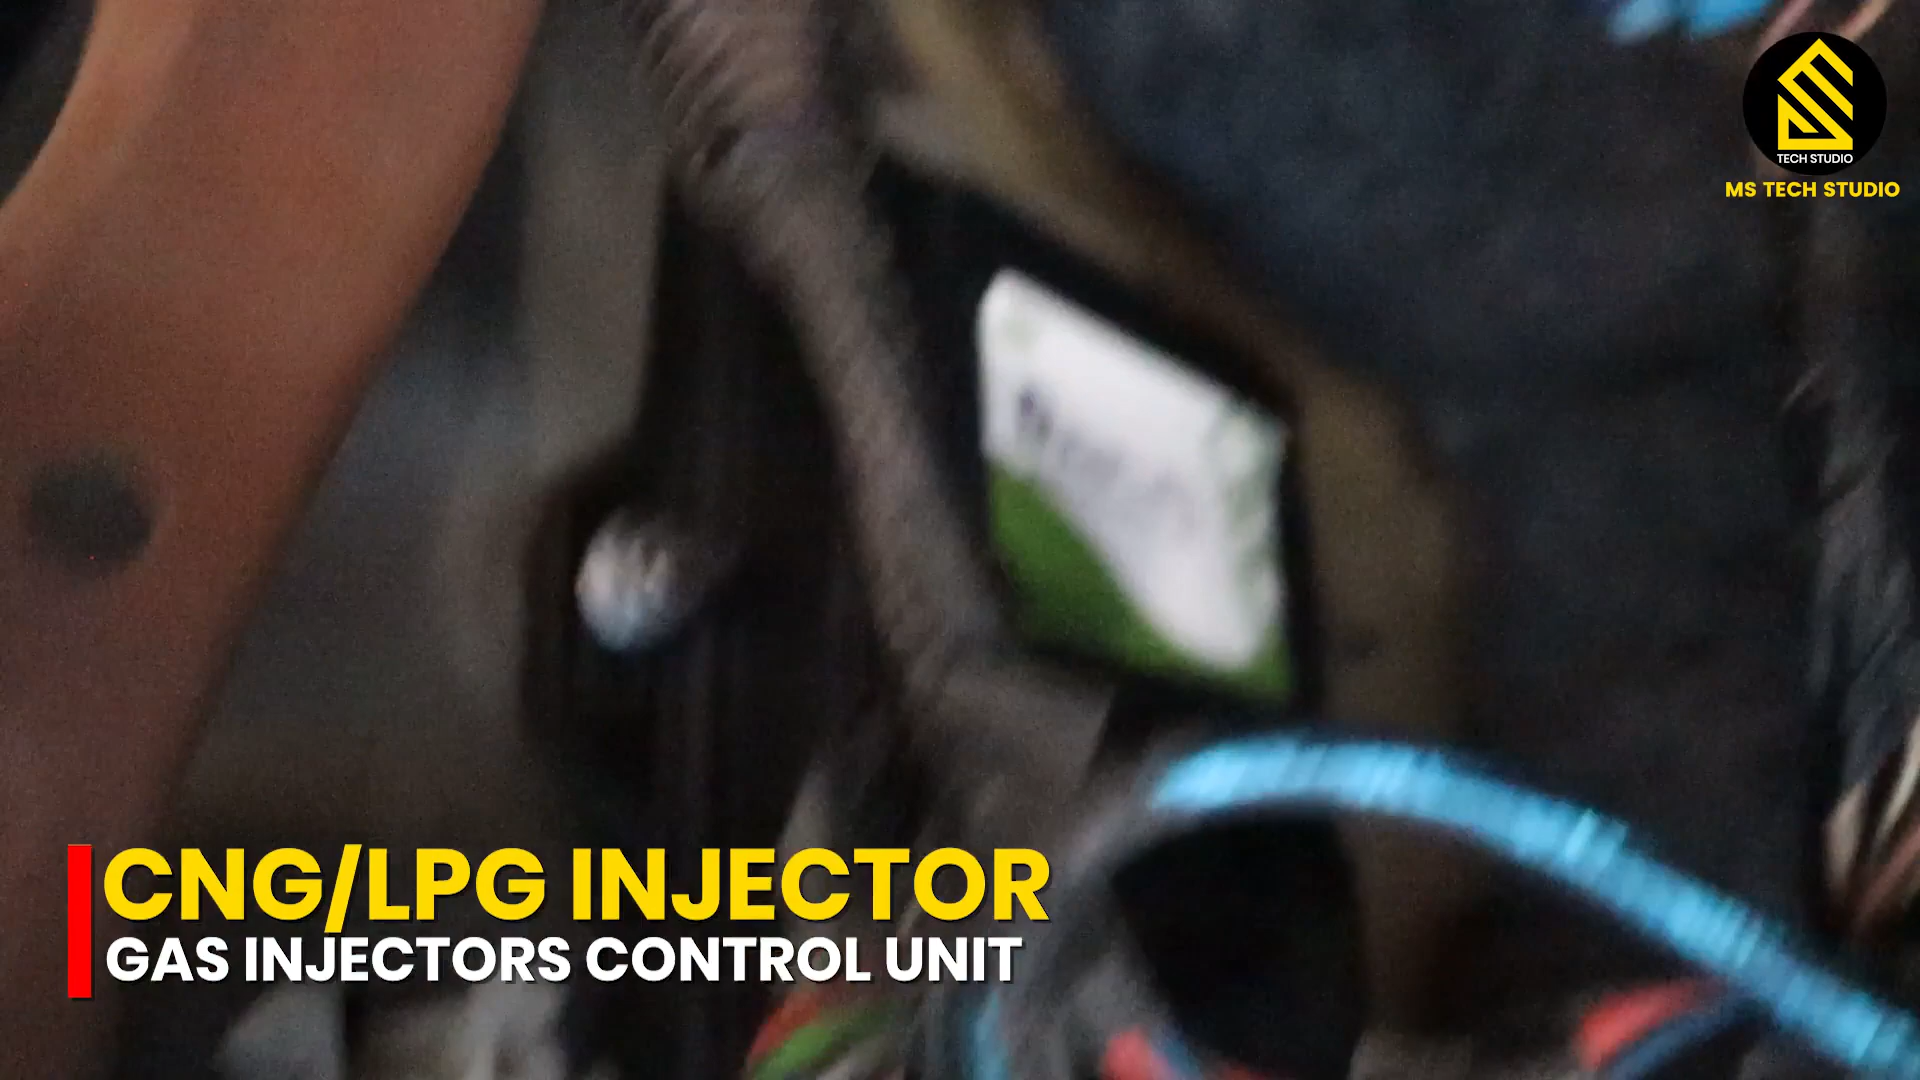 TECH STUDIO
MS TECH STUDIO
CNG/LPG INJECTOR
GAS INJECTORS CONTROL UNIT